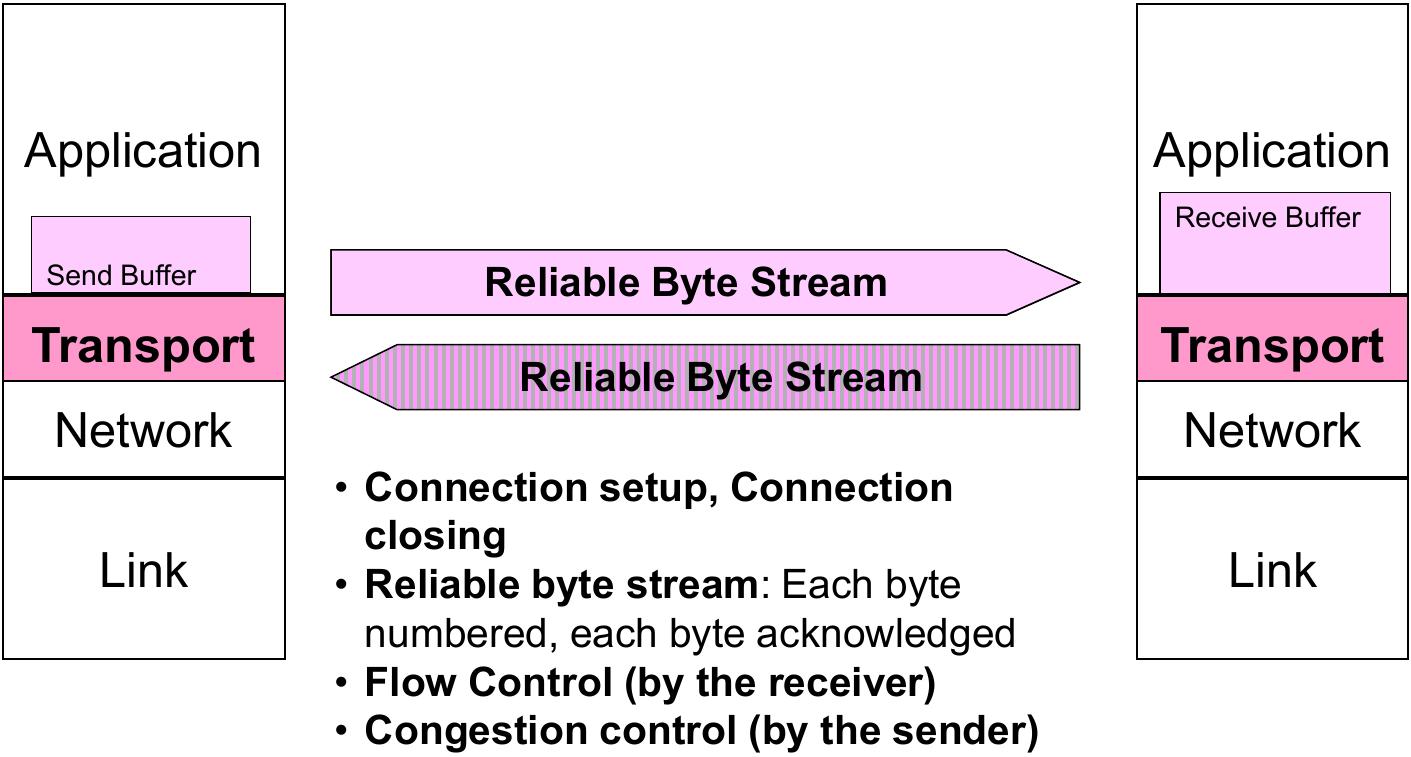 Application
Send Buffer
Transport
Network
Link
Reliable Byte Stream
Reliable Byte Stream
• Connection setup, Connection
closing
• Reliable byte stream: Each byte
numbered, each byte acknowledged
• Flow Control (by the receiver)
• Congestion control (by the sender)
Application
Receive Buffer
Transport
Network
Link